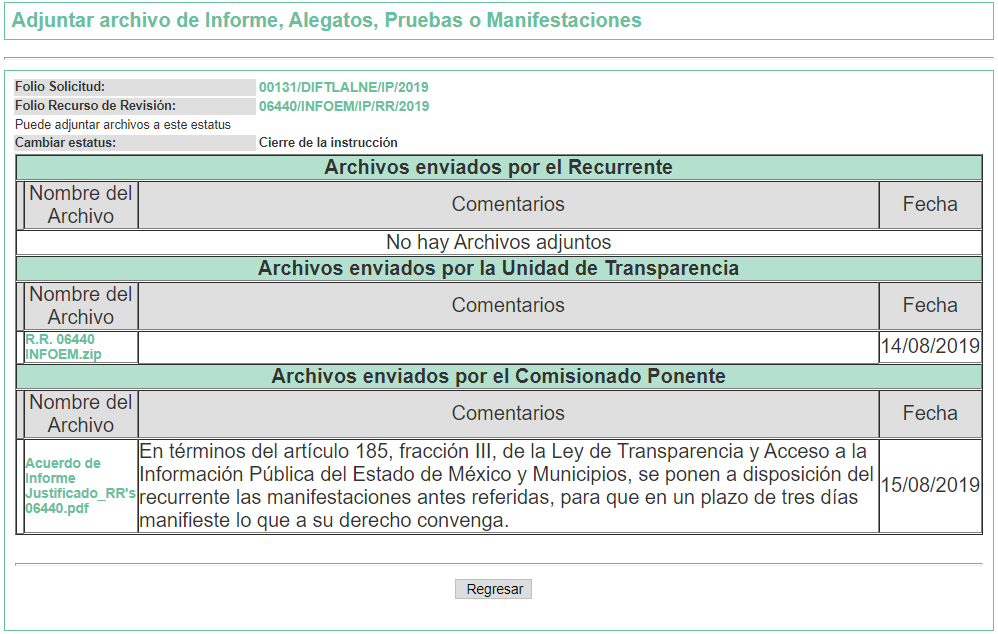 Adjuntar archivo de Informe, Alegatos, Pruebas o Manifestaciones
Folio Solicitud: 00131/DIFTLALNE/IP/2019
Folio Recurso de Revisión: 06440/INFOEM/IP/RR/2019
Puede adjuntar archivos a este estatus
Cambiar estatus: Cierre de la instrucción
Archivos enviados por el Recurrente
Nombre del
Archivo
Comentarios
Fecha
No hay Archivos adjuntos
Archivos enviados por la Unidad de Transparencia
Nombre del
Archivo
Comentarios
Fecha
R.R. 06440
INFOEM.zip
14/08/2019
Archivos enviados por el Comisionado Ponente
Nombre del
Archivo
Comentarios
Fecha
Acuerdo de
Informe
Justificado_RR's
06440.pdf
En términos del artículo 185, fracción III, de la Ley de Transparencia y Acceso a la
Información Pública del Estado de México y Municipios, se ponen a disposición del
recurrente las manifestaciones antes referidas, para que en un plazo de tres días
manifieste lo que a su derecho convenga.
15/08/2019
Regresar